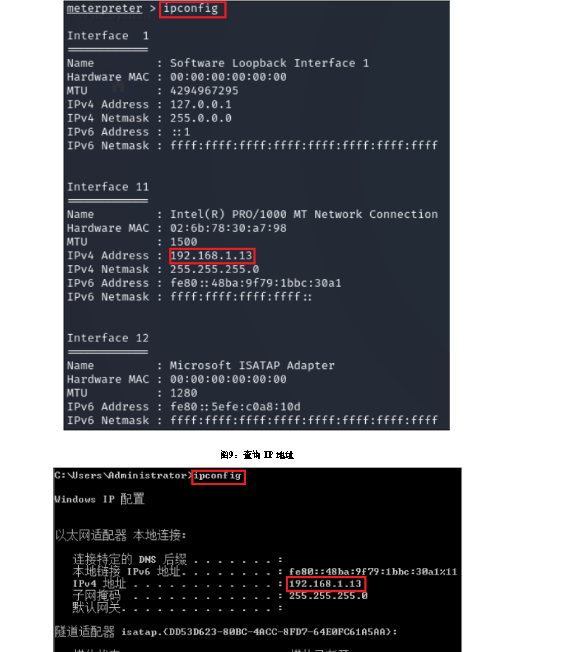 meterpreter > ipconfig
Interface 1
Name : Software Loopback Interface 1
Hardware MAC : 00:00:00:00:00:00
MTU : 4294967295
IPv4 Address : 127.0.0.1
IPv4 Netmask : 255.0.0.0
IPv6 Address : ::1
IPv6 Netmask : ffff:ffff:ffff:ffff:ffff:ffff:ffff:ffff
Interface 11
Name : Intel(R) PRO/1000 MT Network Connection
Hardware MAC : 02:6b:78:30:a7:98
MTU : 1500
IPv4 Address : 192.168.1.13
IPv4 Netmask : 255.255.255.0
IPv6 Address : fe80::48ba:9f79:1bbc:30a1
IPv6 Netmask : ffff:ffff:ffff:ffff::
Interface 12
Name : Microsoft ISATAP Adapter
Hardware MAC : 00:00:00:00:00:00
MTU : 1280
IPv6 Address : fe80::5efe:c0a8:10d
IPv6 Netmask : ffff:ffff:ffff:ffff:ffff:ffff:ffff:ffff
图9：查询 IP 地址
C:\Users\Administrator>ipconfig
Windows IP 配置
以太网适配器 本地连接:
连接特定的 DNS 后缀 . . . . . . . :
本地链接 IPv6 地址. . . . . . . . : fe80::48ba:9f79:1bbc:30a1%11
IPv4 地址 . . . . . . . . . . . . : 192.168.1.13
子网掩码 . . . . . . . . . . . . : 255.255.255.0
默认网关. . . . . . . . . . . . . :
隧道适配器 isatap.{DD53D623-80BC-4ACC-8FD7-64E0FC61A5AA}: